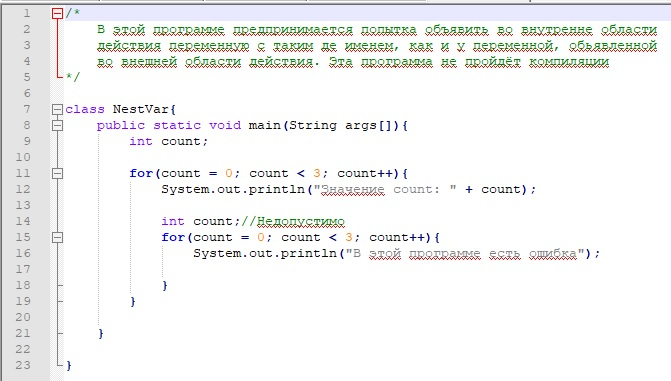 1 /*
2 В этой программе предпринимается попытка объявить во внутренне области
3 действия переменную с таким де именем, как и у переменной, объявленной
4 во внешней области действия. Эта программа не пройдёт компиляции
5 */
6
7 class NestVar{
8 public static void main(String args[]){
9 int count;
10
11 for(count = 0; count < 3; count++){
12 System.out.println("Значение count: " + count);
13
14 int count;//Недопустимо
15 for(count = 0; count < 3; count++){
16 System.out.println("В этой программе есть ошибка");
17
18 }
19 }
20
21 }
22
23 }